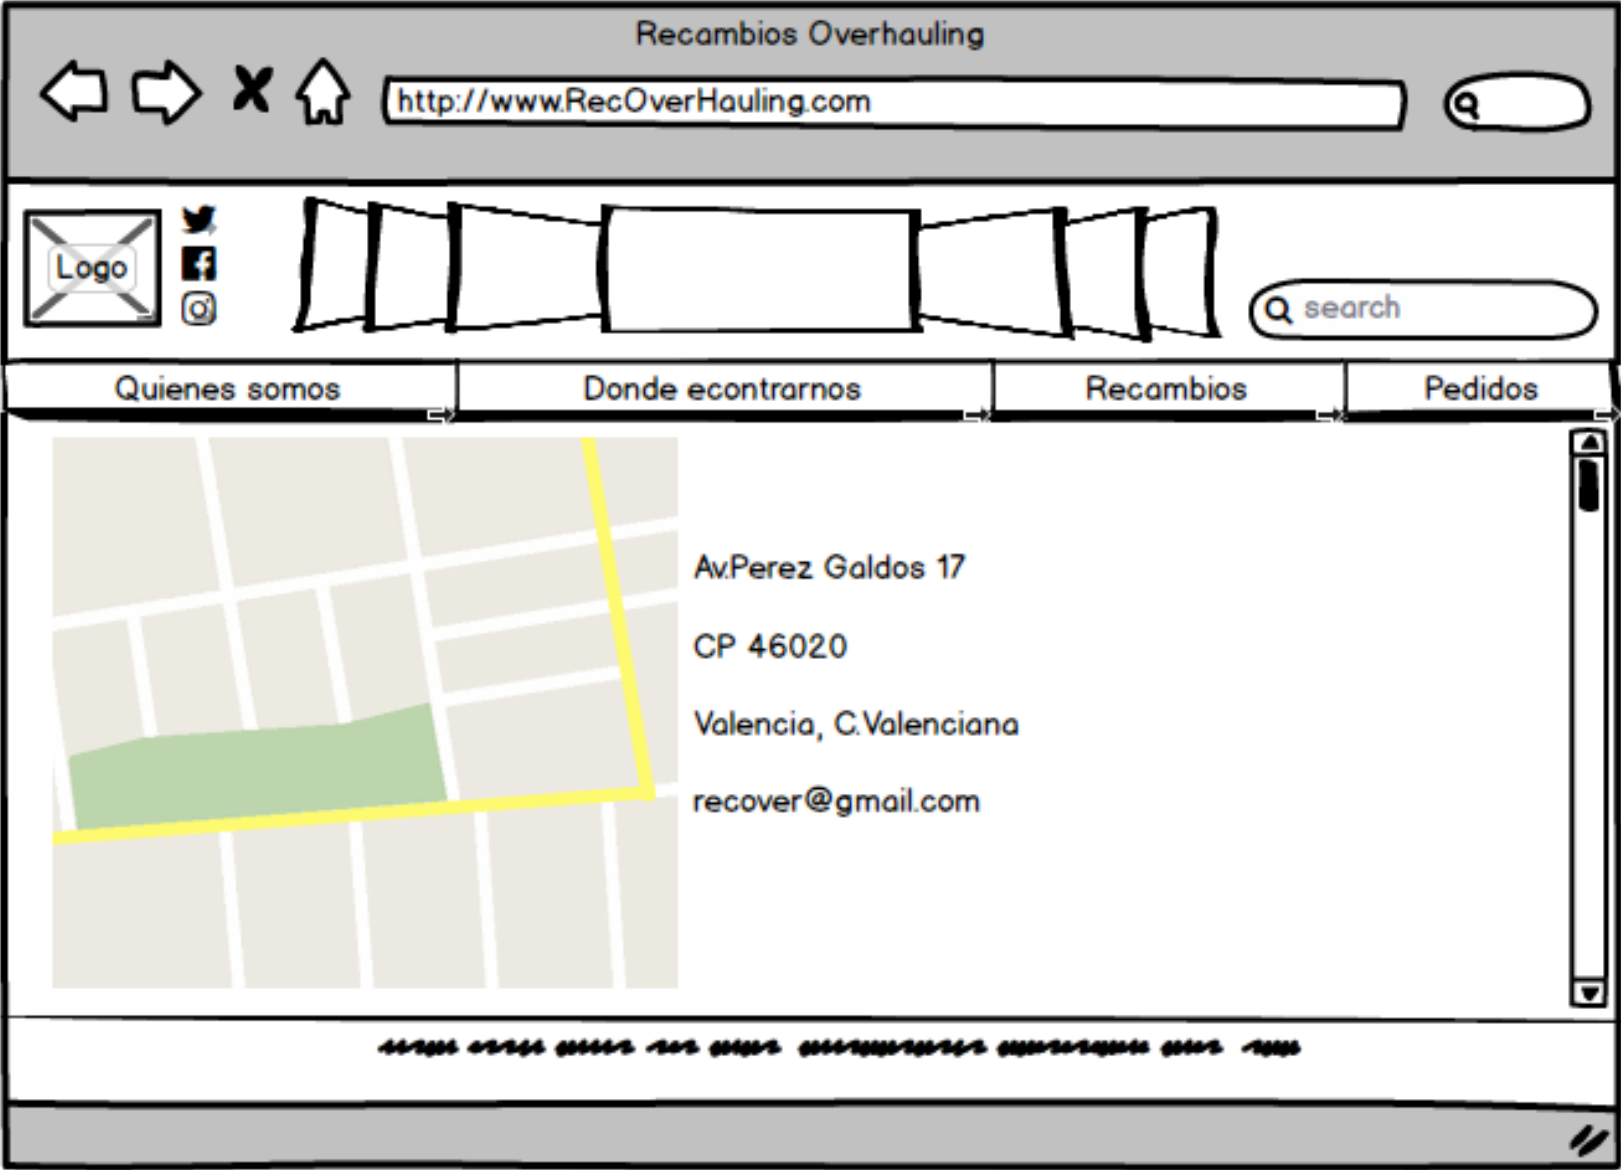 Recambios Overhauling
http://www.RecOverHauling.com
Logo
search
Quienes somos
Donde econtrarnos
Recambios
Pedidos
Av.Perez Galdos 17
CP 46020
Valencia, C.Valenciana
recover@gmail.com